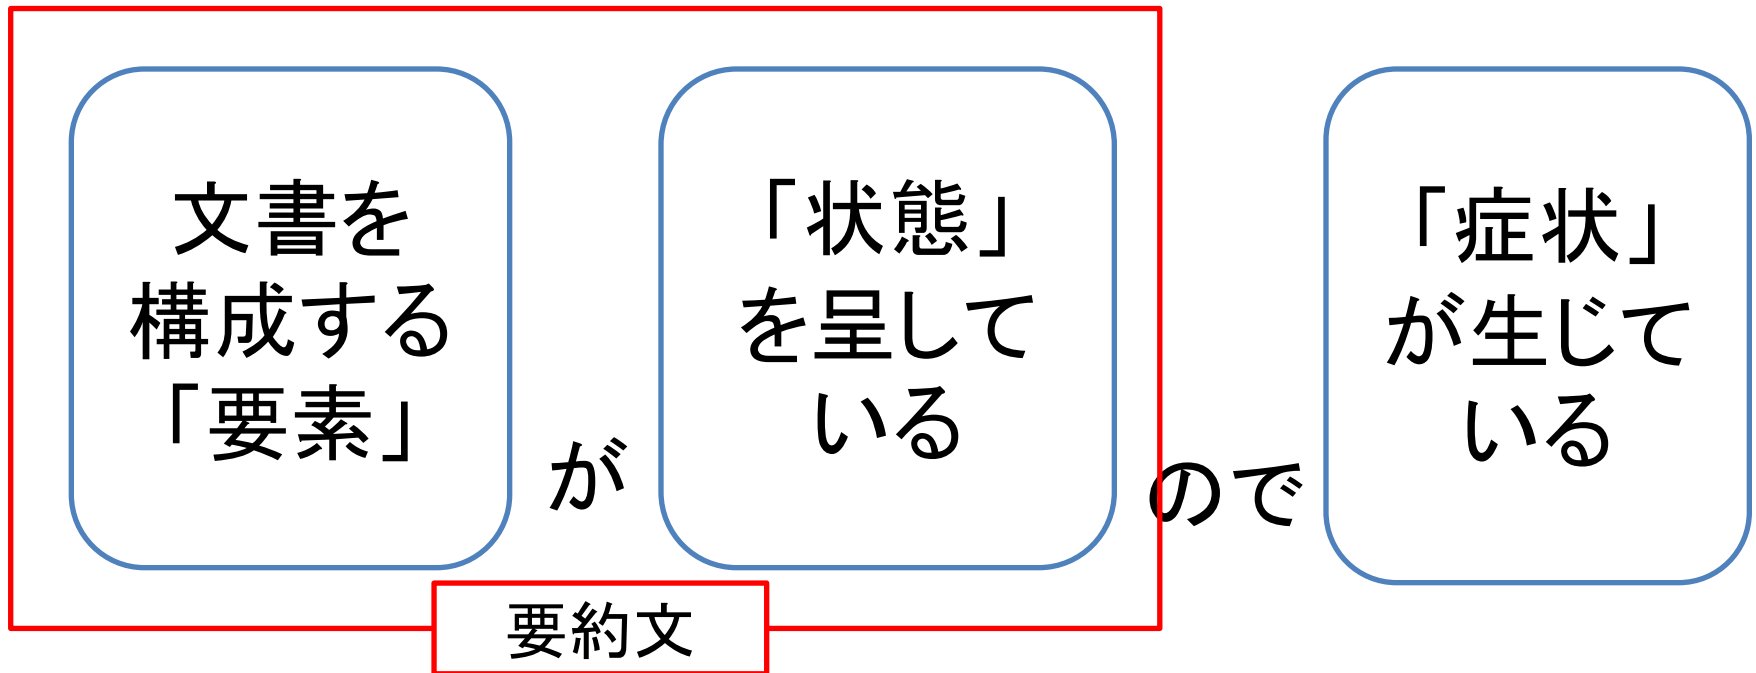 文書を
構成する
「要素」
が
「状態」
を呈して
いる
ので
「症状」
が生じて
いる
要約文